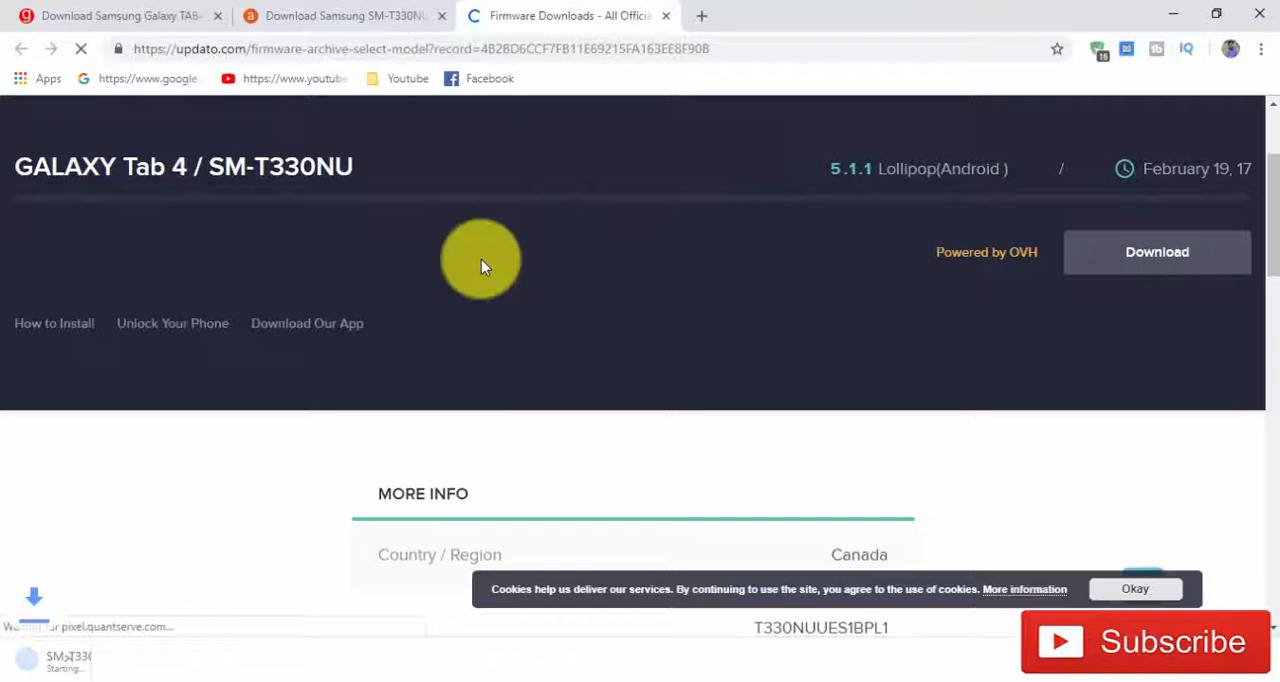 Download Samsung Galaxy TAB-
Download Samsung SM-T330NU
Firmware Downloads - All Officia
https://updato.com/firmware-archive-select-model?record=4B2BD6CCF7FB11E69215FA163EE8F90B
18
Apps
https://www.google
https://www.youtube
Youtube
Facebook
GALAXY Tab 4 / SM-T330NU
5.1.1 Lollipop(Android ) / February 19, 17
Powered by OVH
Download
How to Install
Unlock Your Phone
Download Our App
MORE INFO
Country / Region
Canada
Cookies help us deliver our services. By continuing to use the site, you agree to the use of cookies. More information
Okay
pixel.quantserve.com...
T330NUUES1BPL1
Subscribe
Starting...